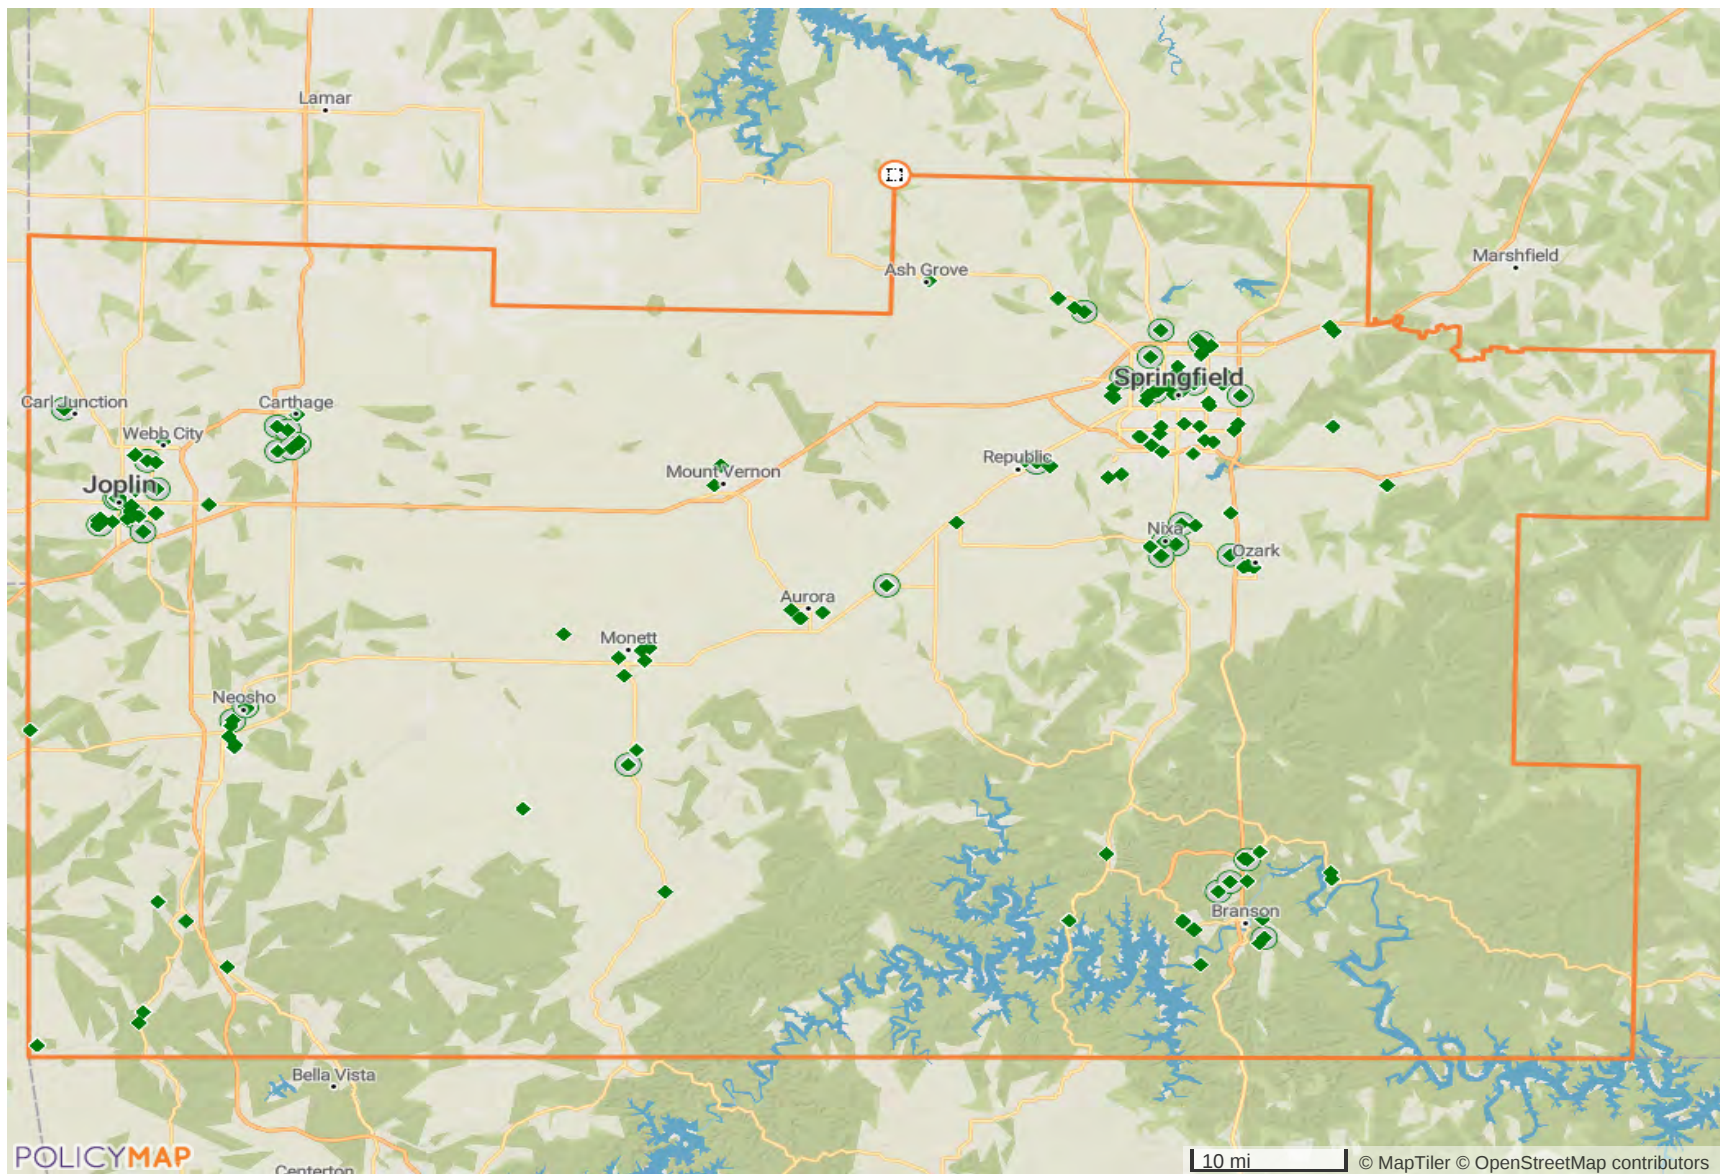 Lamar
Marshfield
Ash Grove
Springfield
Carl Junction
Carthage
Webb City
Republic
Mount Vernon
Joplin
Nixa
Ozark
Aurora
Monett
Neosho
Branson
Bella Vista
Centerton
POLICYMAP
10 mi
© MapTiler © OpenStreetMap contributors